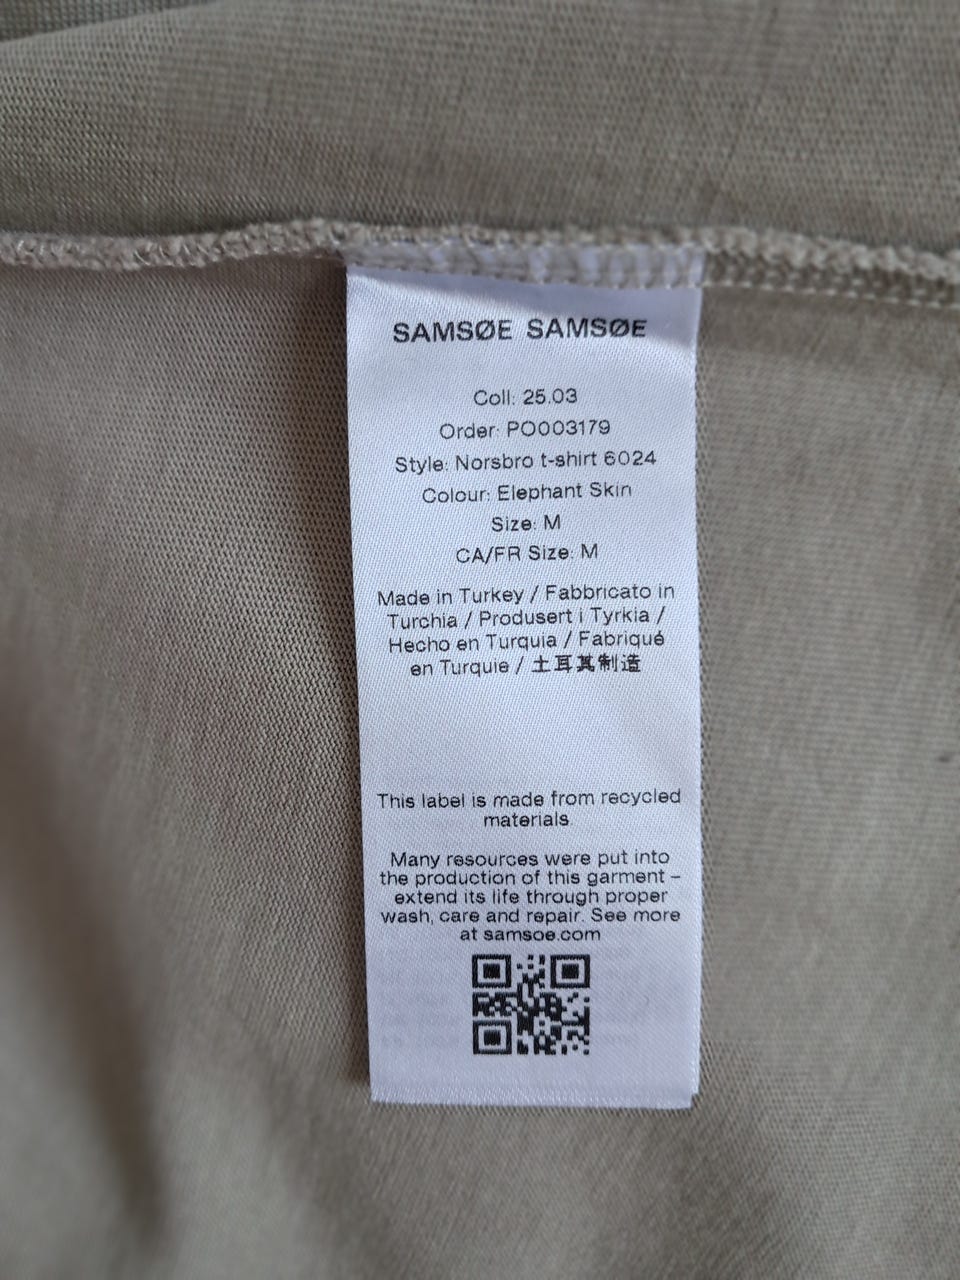 SAMSØE SAMSØE
Coll: 25.03
Order: PO003179
Style: Norsbro t-shirt 6024
Colour: Elephant Skin
Size: M
CA/FR Size: M
Made in Turkey / Fabbricato in
Turchia / Produsert i Tyrkia /
Hecho en Turquia / Fabriqué
en Turquie / 土耳其制造
This label is made from recycled
materials.
Many resources were put into
the production of this garment –
extend its life through proper
wash, care and repair. See more
at samsoe.com